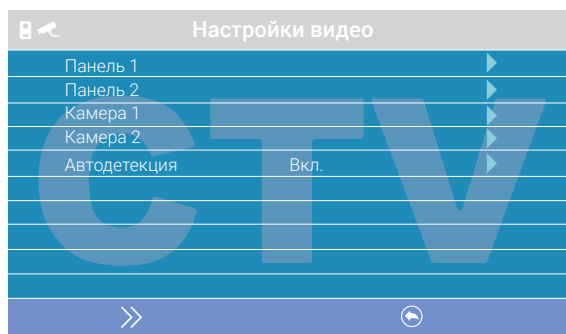 Настройки видео
Панель 1
Панель 2
Камера 1
Камера 2
Автодетекция Вкл.
CTV